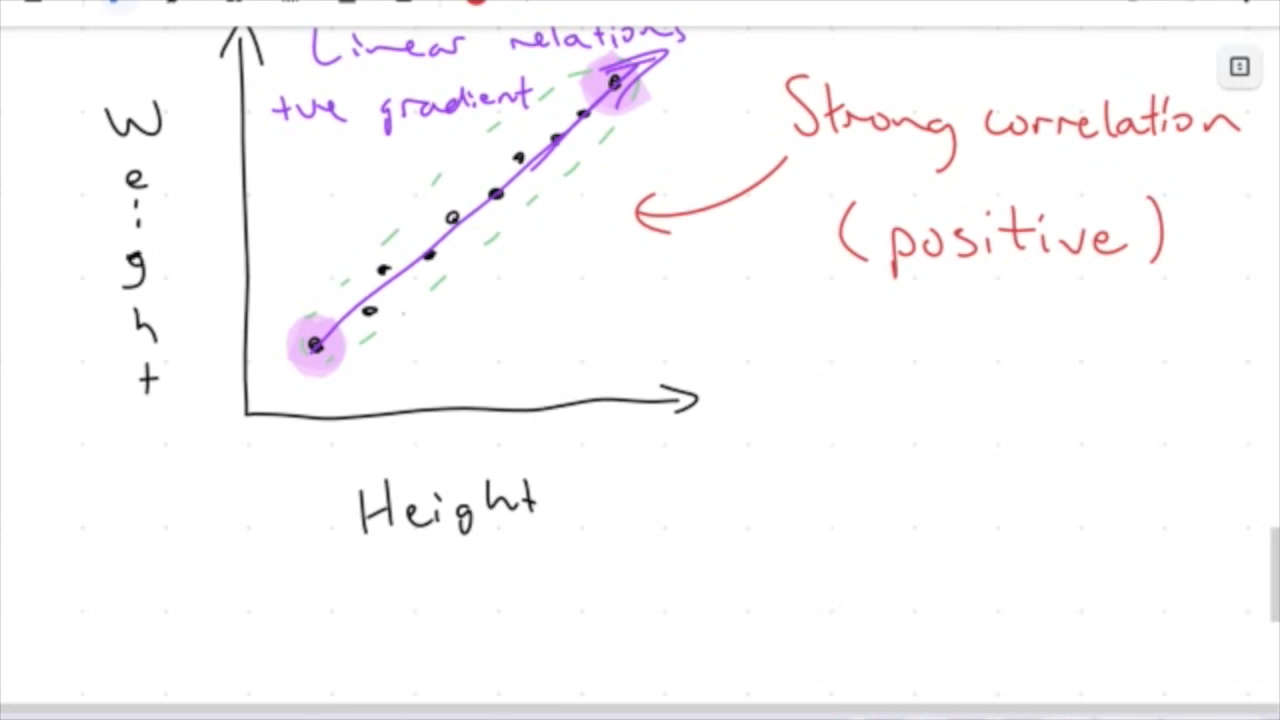 Linear relations
+ve gradient
Strong correlation
(positive)
Weight
Height